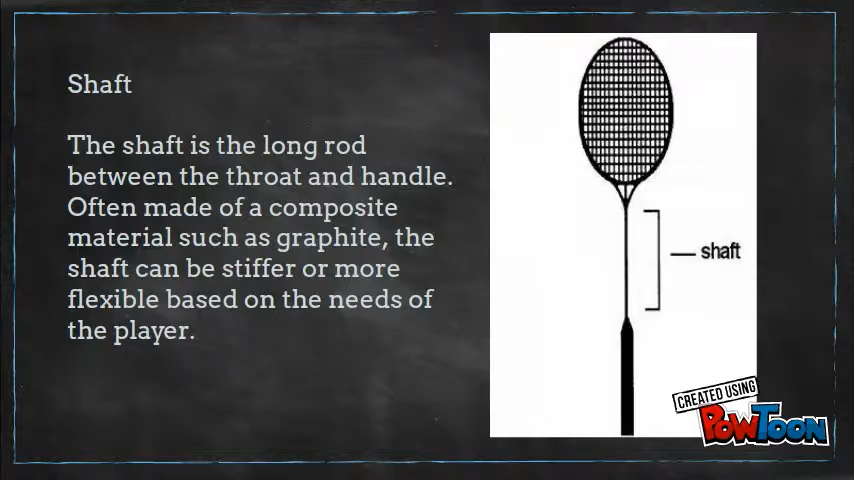 Shaft
The shaft is the long rod
between the throat and handle.
Often made of a composite
material such as graphite, the
shaft can be stiffer or more
flexible based on the needs of
the player.
shaft
CREATED USING
POWTOON